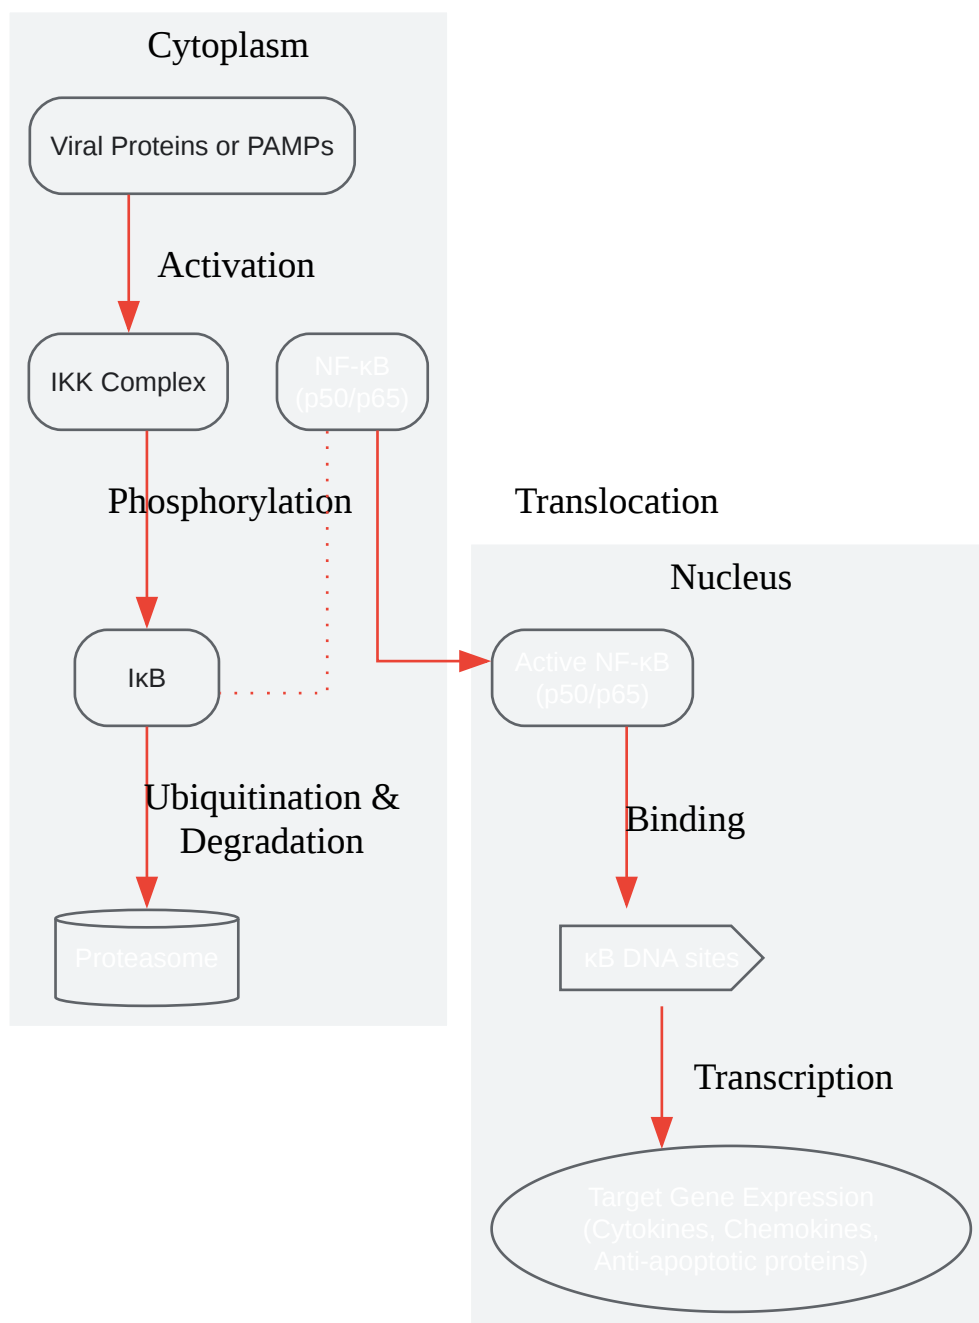 Cytoplasm
Viral Proteins or PAMPs
Activation
IKK Complex
NF-κB
(p50/p65)
Phosphorylation
Translocation
Nucleus
IκB
Active NF-κB
(p50/p65)
Ubiquitination &
Degradation
Binding
Proteasome
κB DNA sites
Transcription
Target Gene Expression
(Cytokines, Chemokines,
Anti-apoptotic proteins)